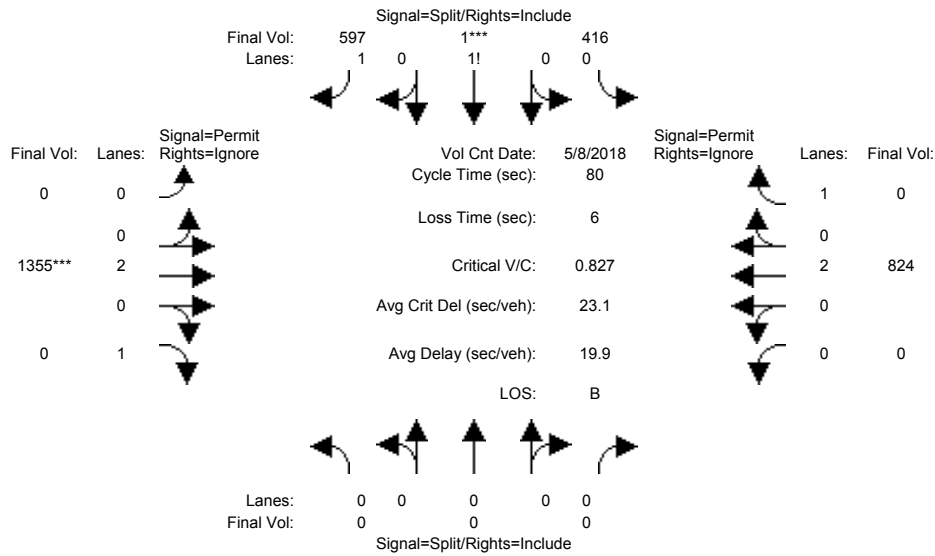 Signal=Split/Rights=Include
Final Vol: 597 1*** 416
Lanes: 1 0 1! 0 0
Signal=Permit Signal=Permit
Final Vol: Lanes: Rights=Ignore Vol Cnt Date: 5/8/2018 Rights=Ignore Lanes: Final Vol:
Cycle Time (sec): 80
0 0 1 0
Loss Time (sec): 6
0 0
1355*** 2 Critical V/C: 0.827 2 824
0 Avg Crit Del (sec/veh): 23.1 0
0 1 Avg Delay (sec/veh): 19.9 0 0
LOS: B
Lanes: 0 0 0 0 0
Final Vol: 0 0 0
Signal=Split/Rights=Include